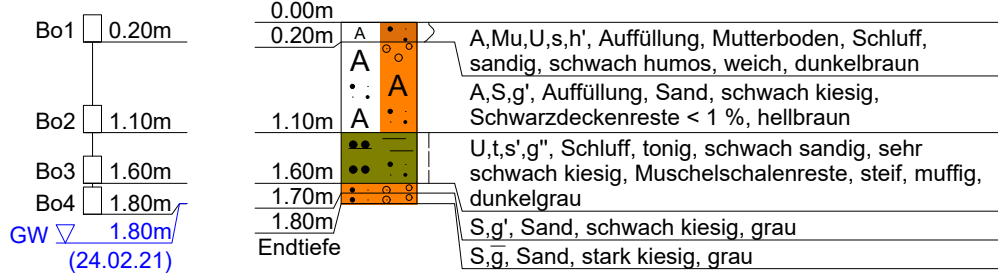 Bo1 0.20m
Bo2 1.10m
Bo3 1.60m
Bo4 1.80m
GW 1.80m
(24.02.21)
0.00m
0.20m
1.10m
1.60m
1.70m
1.80m
Endtiefe
A
A
A
A
A,Mu,U,s,h', Auffüllung, Mutterboden, Schluff,
sandig, schwach humos, weich, dunkelbraun
A,S,g', Auffüllung, Sand, schwach kiesig,
Schwarzdeckenreste < 1 %, hellbraun
U,t,s',g'', Schluff, tonig, schwach sandig, sehr
schwach kiesig, Muschelschalenreste, steif, muffig,
dunkelgrau
S,g', Sand, schwach kiesig, grau
S,g̅, Sand, stark kiesig, grau